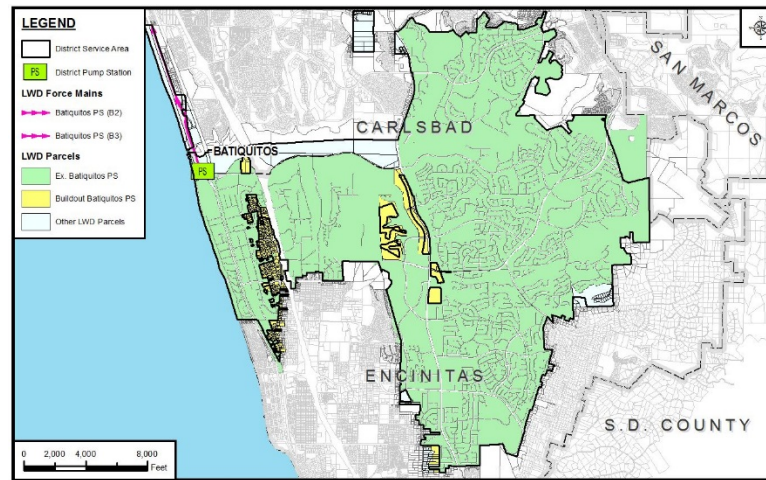 LEGEND
District Service Area
PS
District Pump Station
LWD Force Mains
Batiquitos PS (B2)
Batiquitos PS (B3)
LWD Parcels
Ex. Batiquitos PS
Buildout Batiquitos PS
Other LWD Parcels
SAN MARCOS
CARLSBAD
BATIQUITOS
PS
ENCINITAS
S.D. COUNTY
0 2,000 4,000 8,000
Feet